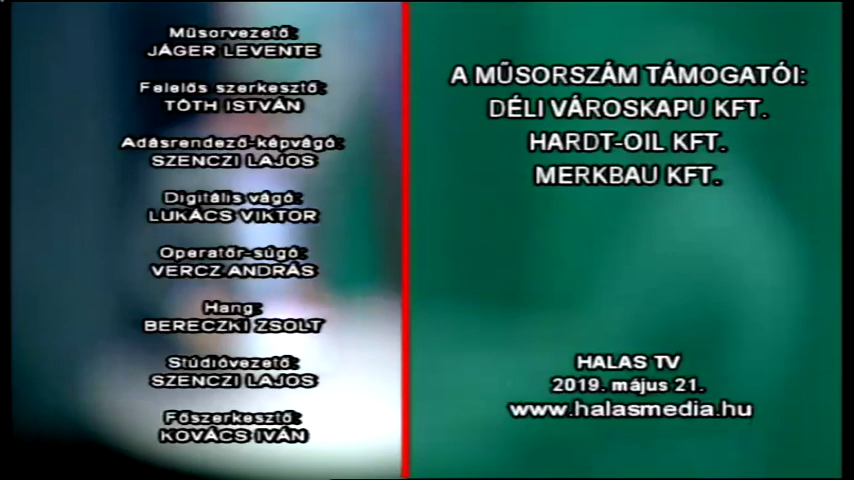 Műsorvezető:
JÁGER LEVENTE
Felelős szerkesztő:
TÓTH ISTVÁN
Adásrendező-képvágó:
SZENCZI LAJOS
Digitális vágó:
LUKÁCS VIKTOR
Operatőr-súgó:
VERCZ ANDRÁS
Hang:
BERECZKI ZSOLT
Stúdióvezető:
SZENCZI LAJOS
Főszerkesztő:
KOVÁCS IVÁN
A MŰSORSZÁM TÁMOGATÓI:
DÉLI VÁROSKAPU KFT.
HARDT-OIL KFT.
MERKBAU KFT.
HALAS TV
2019. május 21.
www.halasmedia.hu